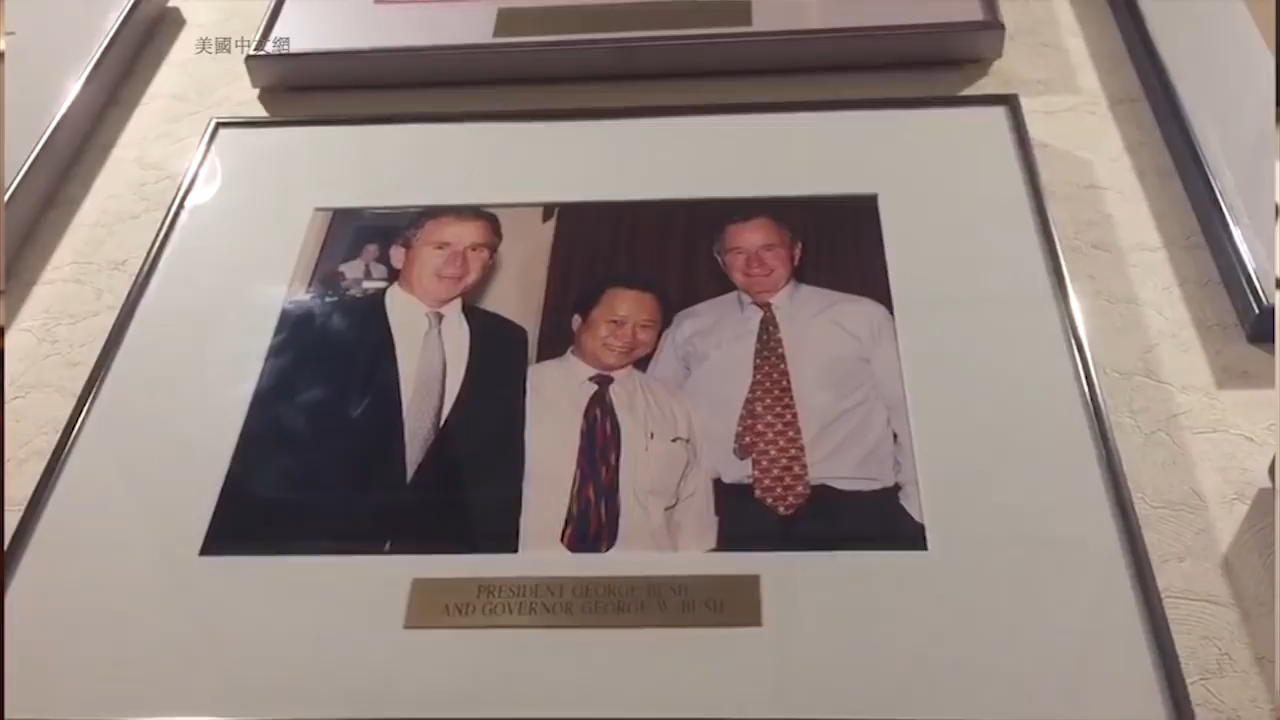 美國中文網
PRESIDENT GEORGE BUSH
AND GOVERNOR GEORGE W. BUSH